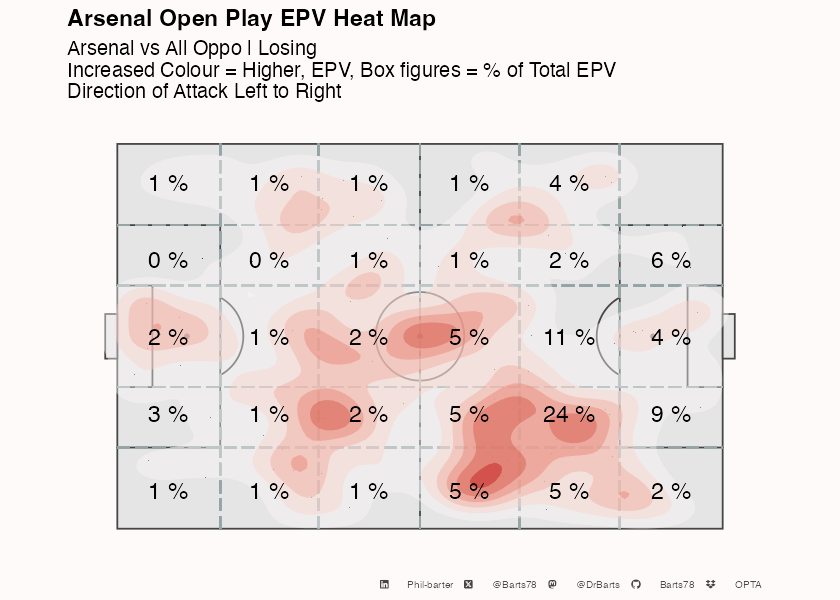 Arsenal Open Play EPV Heat Map
Arsenal vs All Oppo | Losing
Increased Colour = Higher, EPV, Box figures = % of Total EPV
Direction of Attack Left to Right
1 % 1 % 1 % 1 % 4 %
0 % 0 % 1 % 1 % 2 % 6 %
2 % 1 % 2 % 5 % 11 % 4 %
3 % 1 % 2 % 5 % 24 % 9 %
1 % 1 % 1 % 5 % 5 % 2 %
Phil-barter @Barts78 @DrBarts Barts78 OPTA